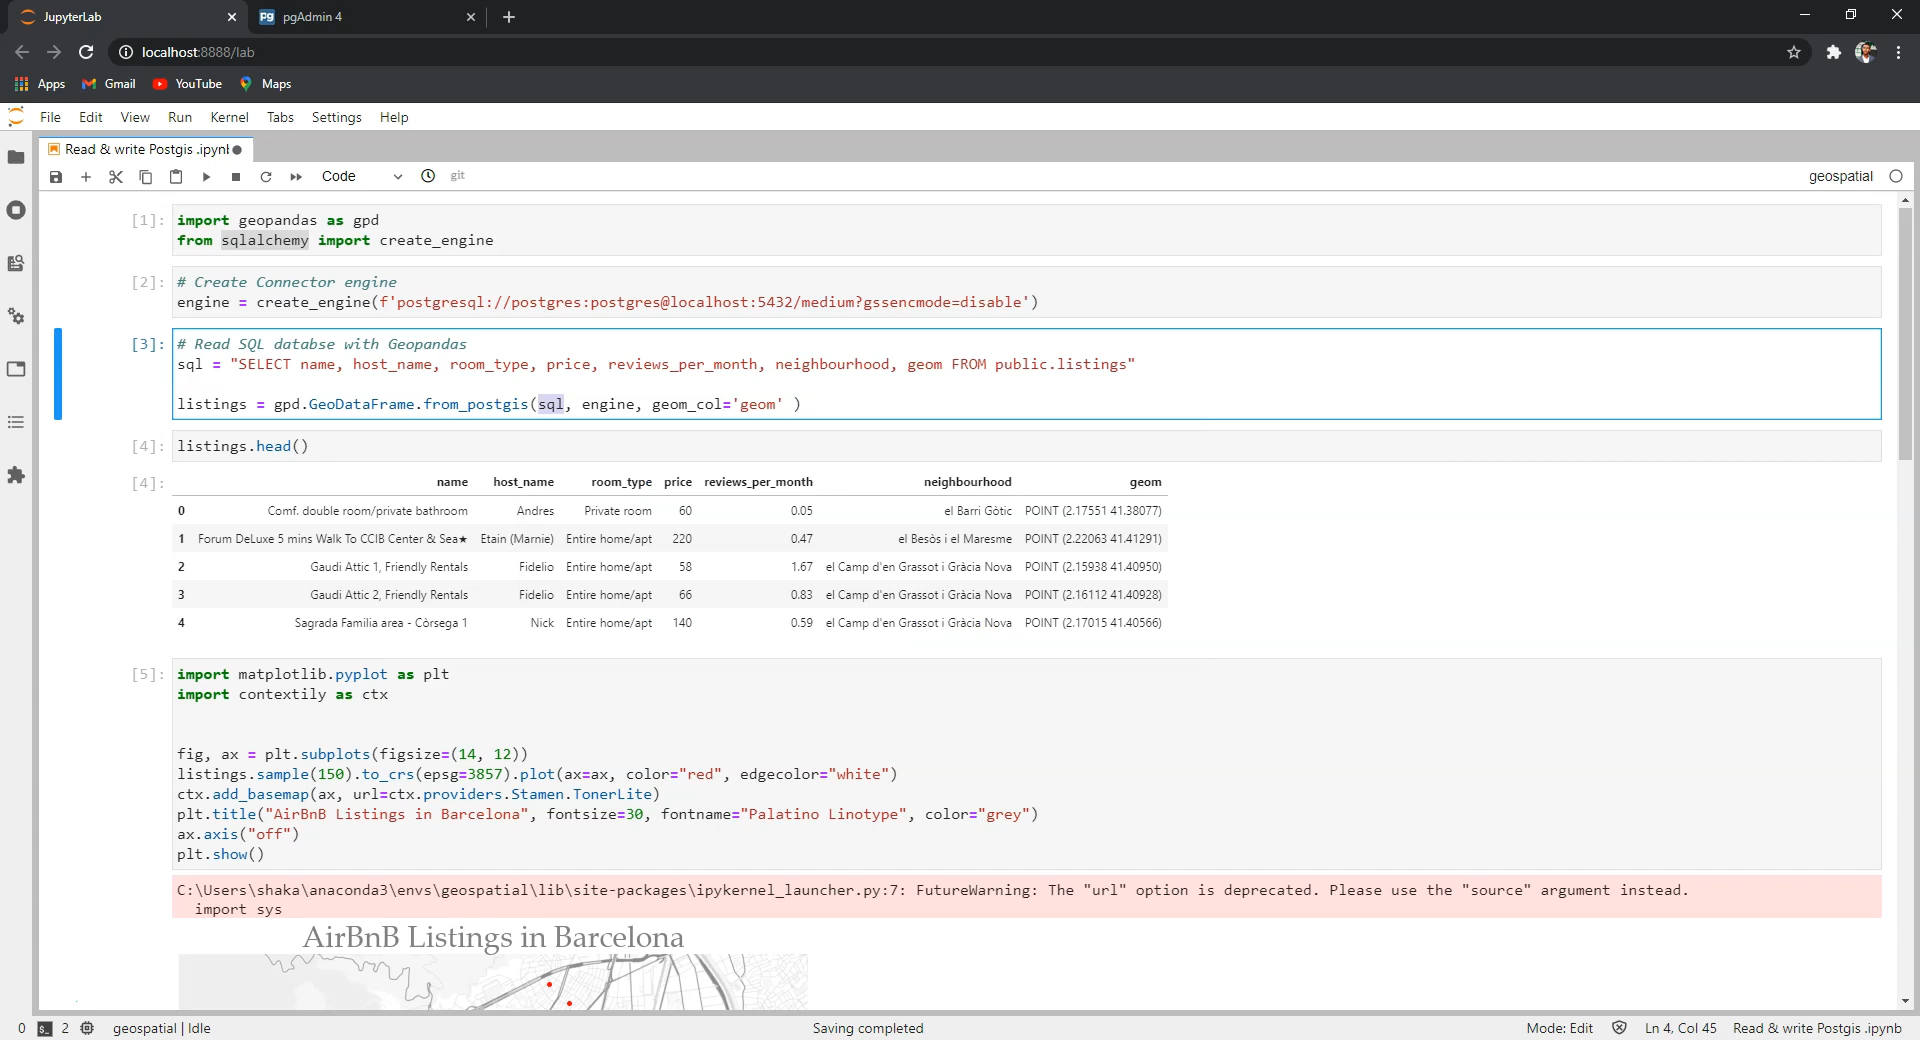 JupyterLab
pgAdmin 4
localhost:8888/lab
Apps Gmail YouTube Maps
File Edit View Run Kernel Tabs Settings Help
Read & write Postgis .ipynb
Code git geospatial
[1]: import geopandas as gpd
from sqlalchemy import create_engine
[2]: # Create Connector engine
engine = create_engine(f'postgresql://postgres:postgres@localhost:5432/medium?gssencmode=disable')
[3]: # Read SQL databse with Geopandas
sql = "SELECT name, host_name, room_type, price, reviews_per_month, neighbourhood, geom FROM public.listings"
listings = gpd.GeoDataFrame.from_postgis(sql, engine, geom_col='geom' )
[4]: listings.head()
[4]: name host_name room_type price reviews_per_month neighbourhood geom
0 Comf. double room/private bathroom Andres Private room 60 0.05 el Barri Gòtic POINT (2.17551 41.38077)
1 Forum DeLuxe 5 mins Walk To CCIB Center & Sea★ Etain (Marnie) Entire home/apt 220 0.47 el Besòs i el Maresme POINT (2.22063 41.41291)
2 Gaudi Attic 1, Friendly Rentals Fidelio Entire home/apt 58 1.67 el Camp d'en Grassot i Gràcia Nova POINT (2.15938 41.40950)
3 Gaudi Attic 2, Friendly Rentals Fidelio Entire home/apt 66 0.83 el Camp d'en Grassot i Gràcia Nova POINT (2.16112 41.40928)
4 Sagrada Familia area - Còrsega 1 Nick Entire home/apt 140 0.59 el Camp d'en Grassot i Gràcia Nova POINT (2.17015 41.40566)
[5]: import matplotlib.pyplot as plt
import contextily as ctx
fig, ax = plt.subplots(figsize=(14, 12))
listings.sample(150).to_crs(epsg=3857).plot(ax=ax, color="red", edgecolor="white")
ctx.add_basemap(ax, url=ctx.providers.Stamen.TonerLite)
plt.title("AirBnB Listings in Barcelona", fontsize=30, fontname="Palatino Linotype", color="grey")
ax.axis("off")
plt.show()
C:\Users\shaka\anaconda3\envs\geospatial\lib\site-packages\ipykernel_launcher.py:7: FutureWarning: The "url" option is deprecated. Please use the "source" argument instead.
import sys
AirBnB Listings in Barcelona
0 2 geospatial | Idle Saving completed Mode: Edit Ln 4, Col 45 Read & write Postgis .ipynb